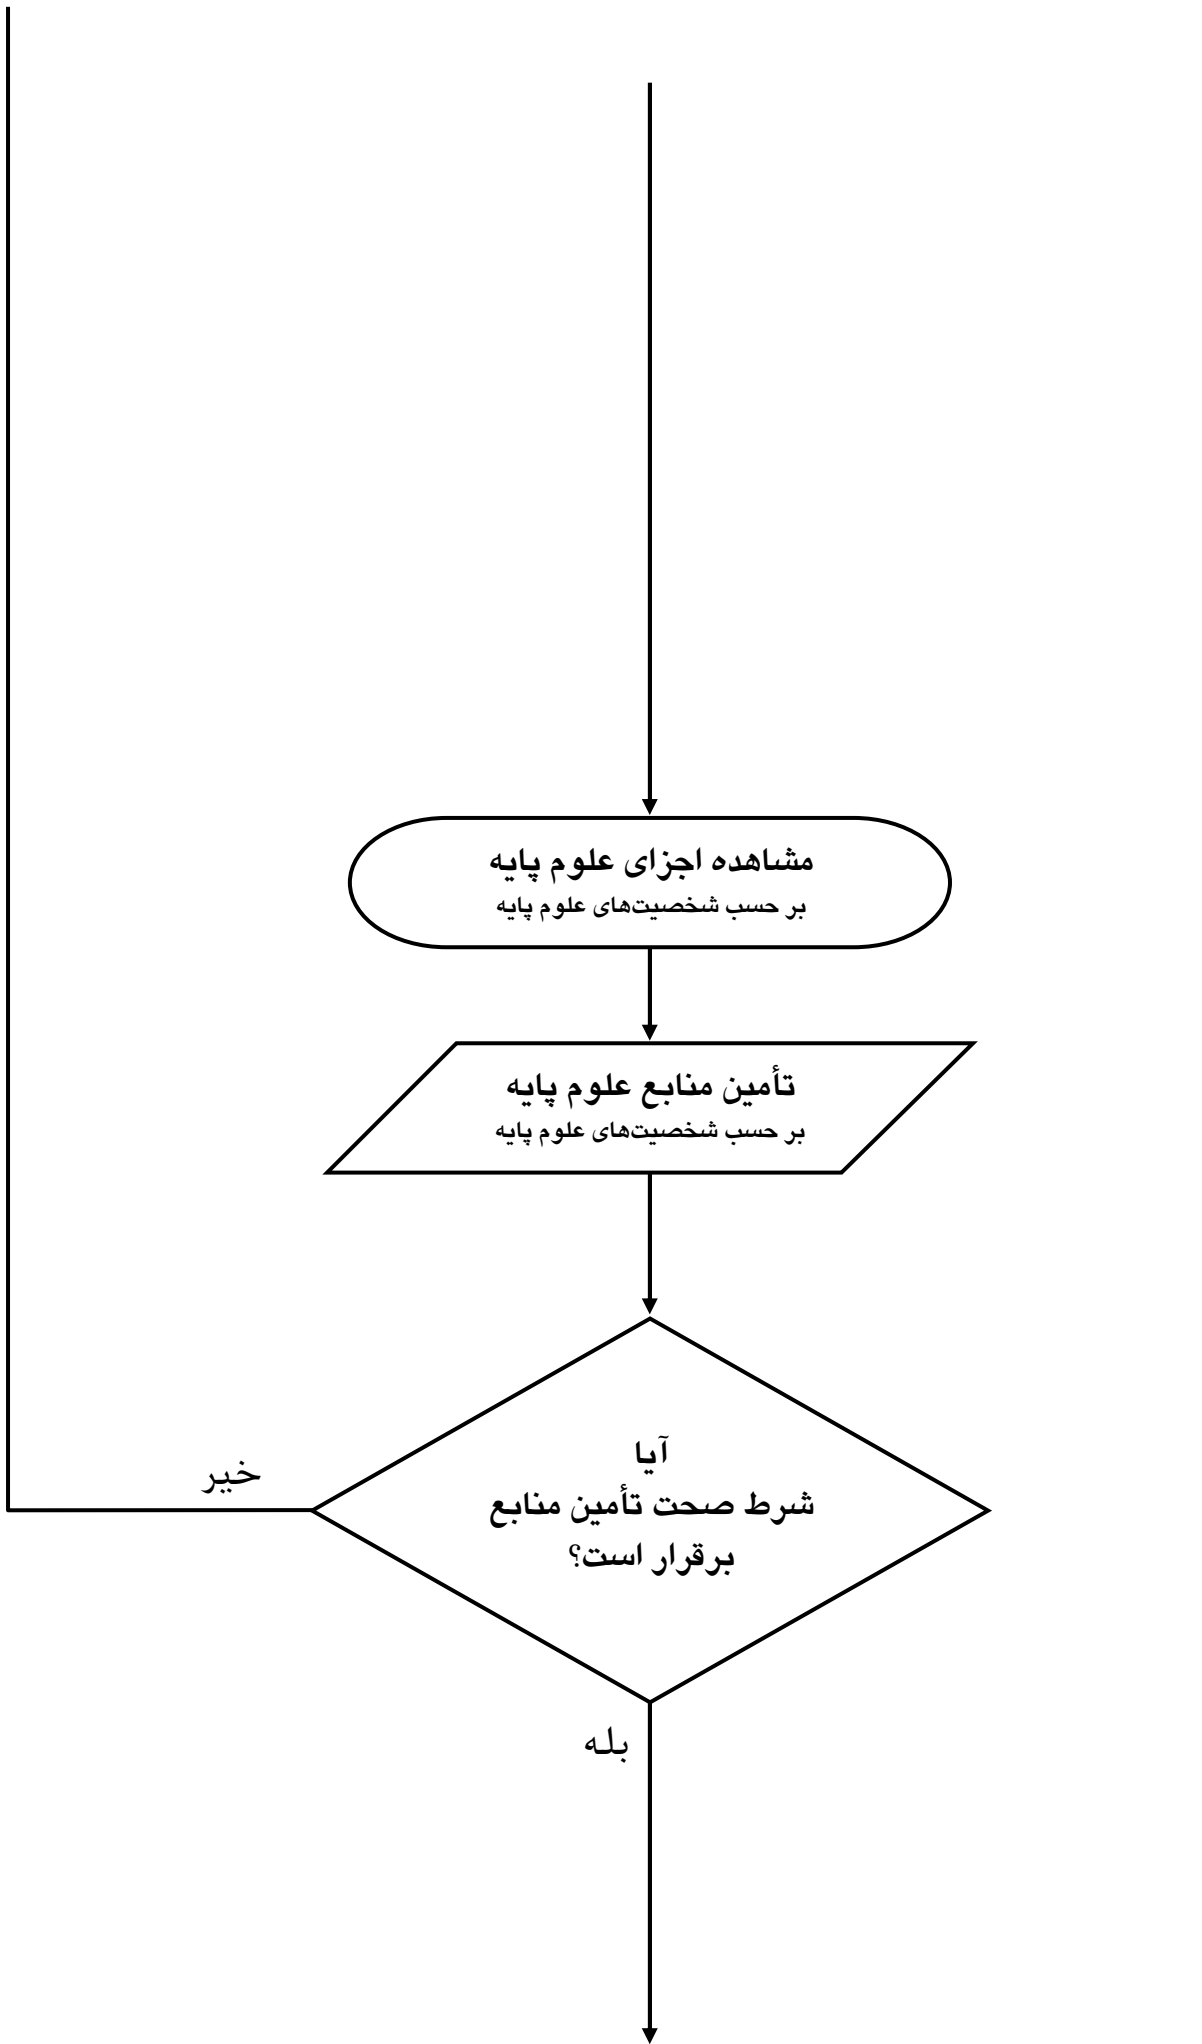 مشاهده اجزای علوم پایه
بر حسب شخصیت‌های علوم پایه
تأمین منابع علوم پایه
بر حسب شخصیت‌های علوم پایه
آیا
شرط صحت تأمین منابع
برقرار است؟
خیر
بله